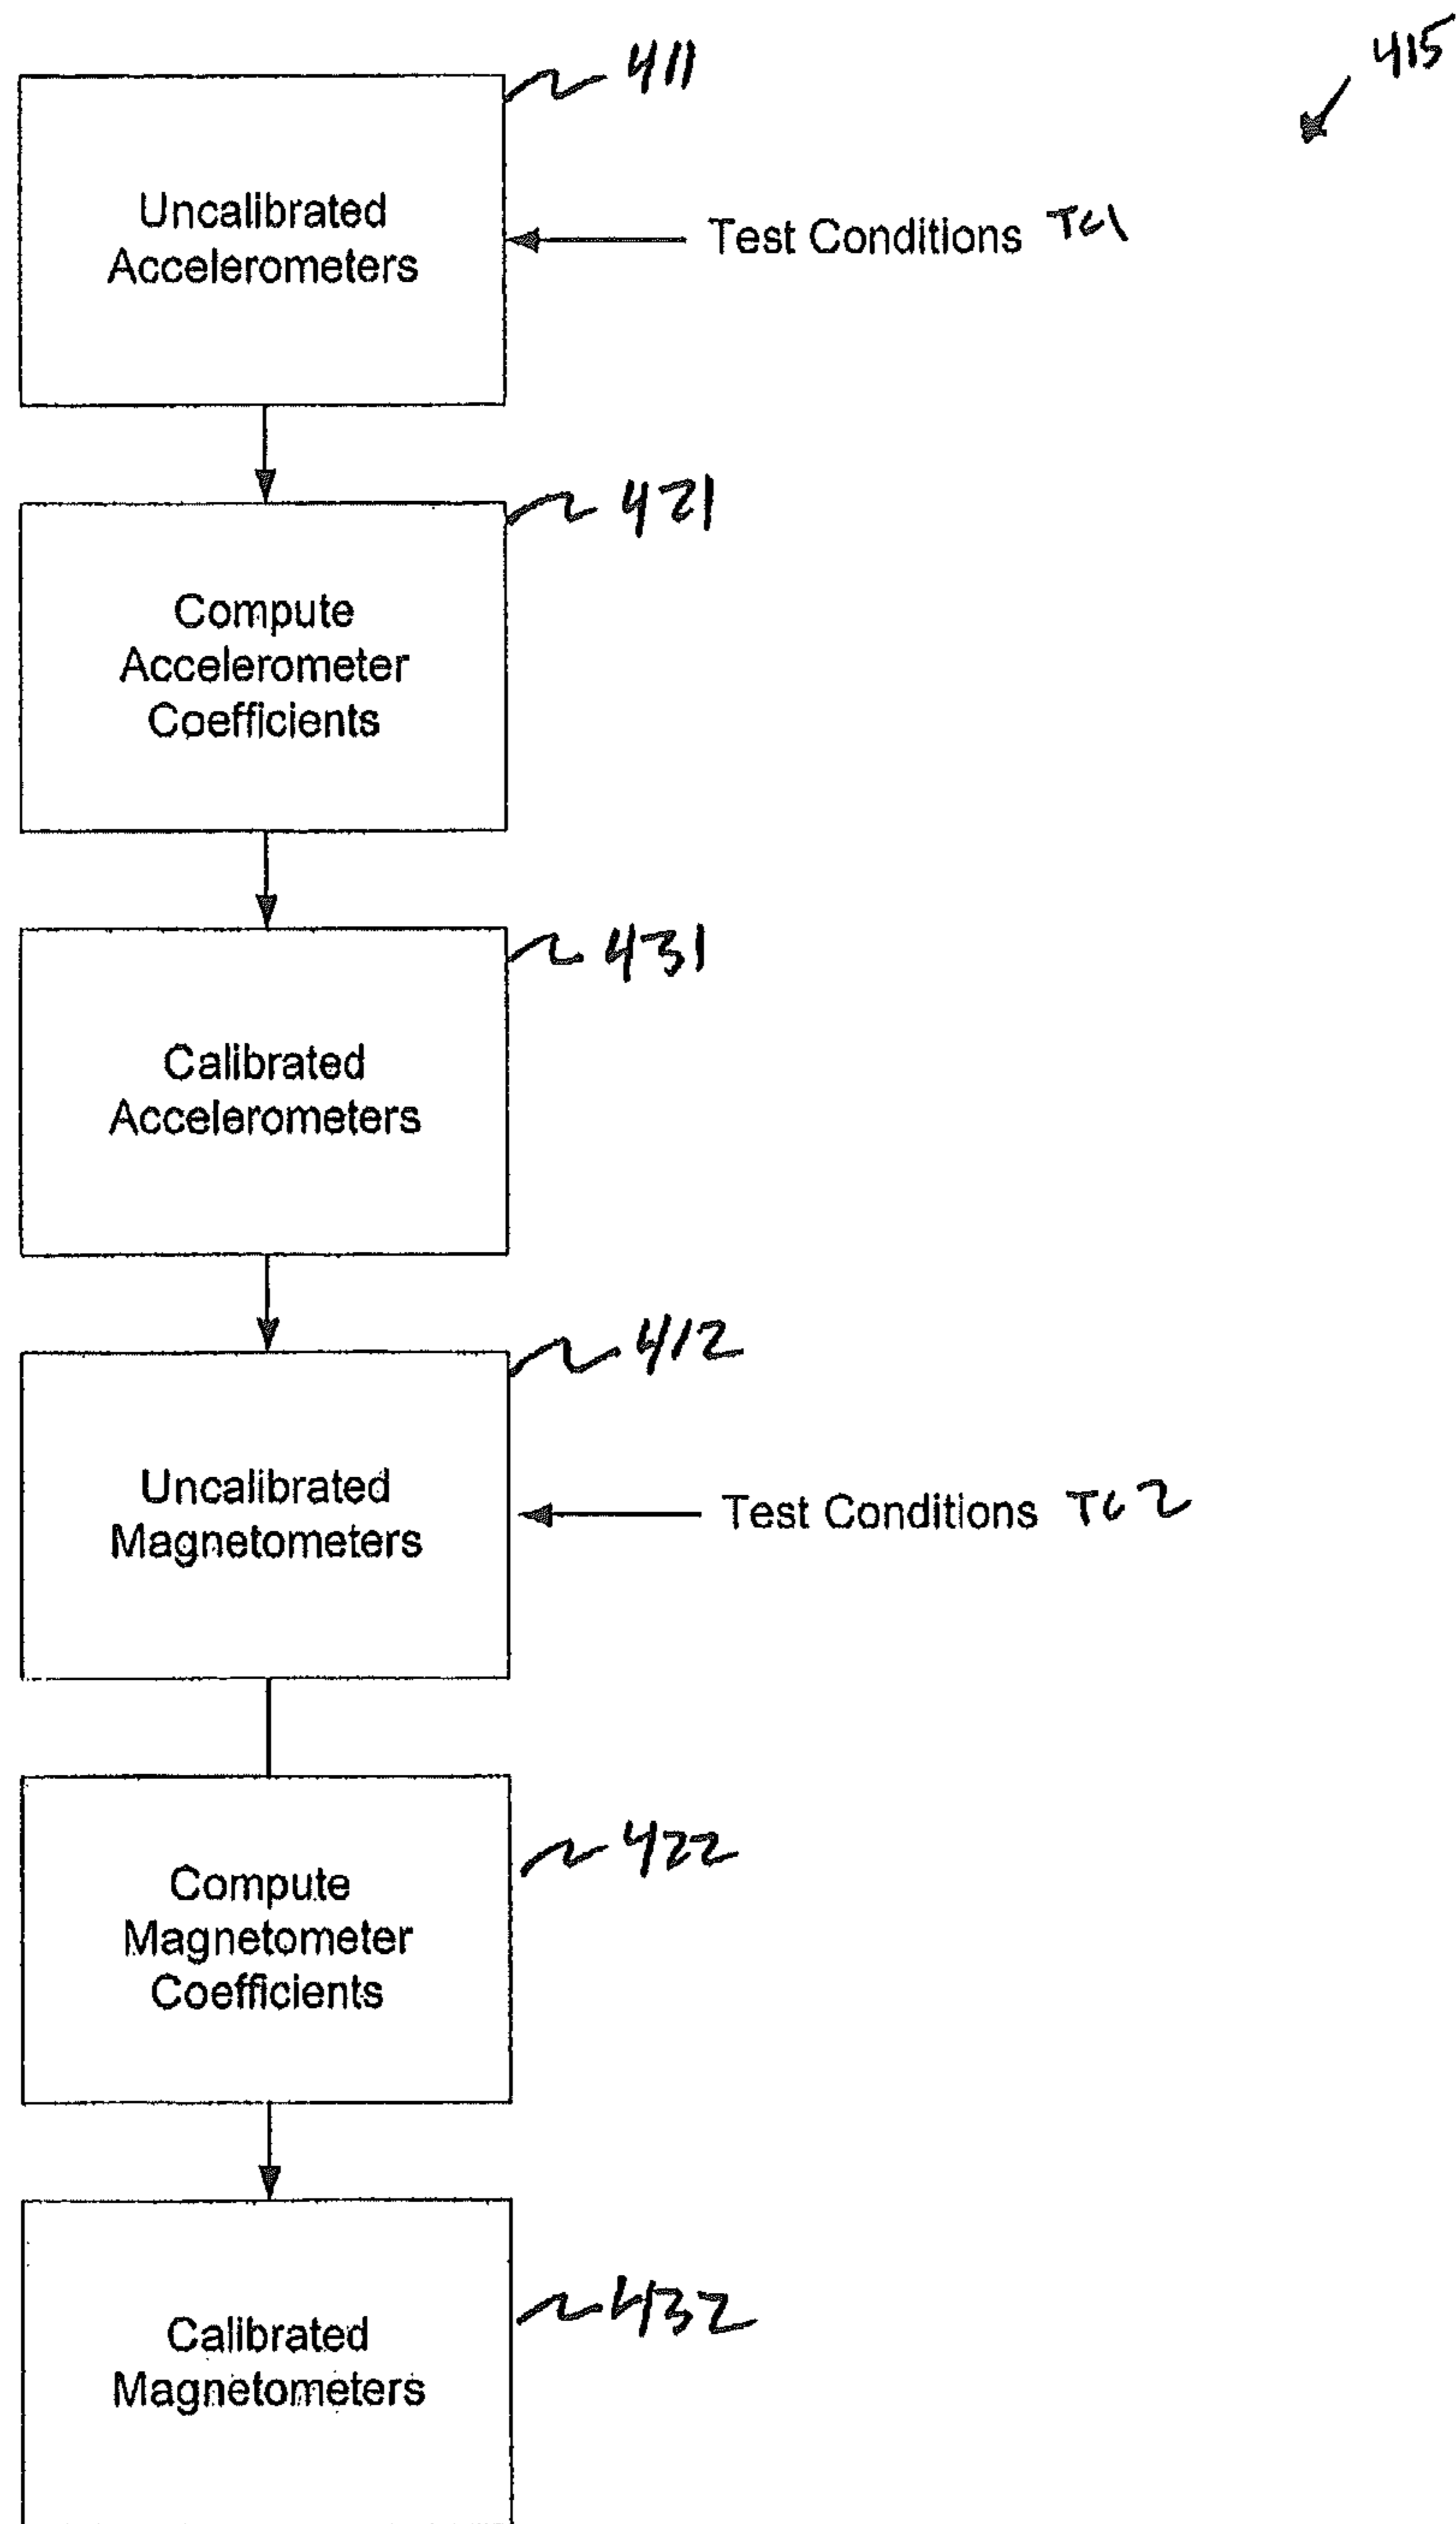 415
411
Uncalibrated
Accelerometers
Test Conditions TC1
421
Compute
Accelerometer
Coefficients
431
Calibrated
Accelerometers
412
Uncalibrated
Magnetometers
Test Conditions TC2
422
Compute
Magnetometer
Coefficients
432
Calibrated
Magnetometers